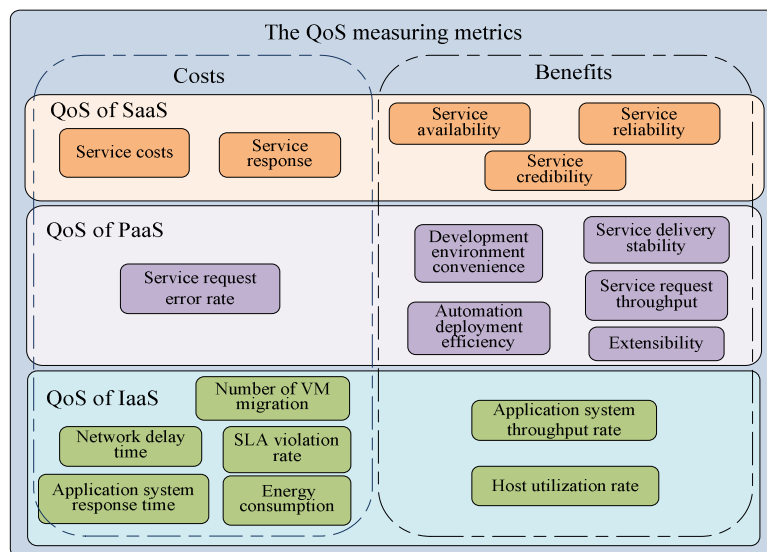 The QoS measuring metrics
Costs
Benefits
QoS of SaaS
Service costs
Service
response
Service
availability
Service
reliability
Service
credibility
QoS of PaaS
Service request
error rate
Development
environment
convenience
Service delivery
stability
Service request
throughput
Automation
deployment
efficiency
Extensibility
QoS of IaaS
Number of VM
migration
Network delay
time
SLA violation
rate
Application system
response time
Energy
consumption
Application system
throughput rate
Host utilization rate